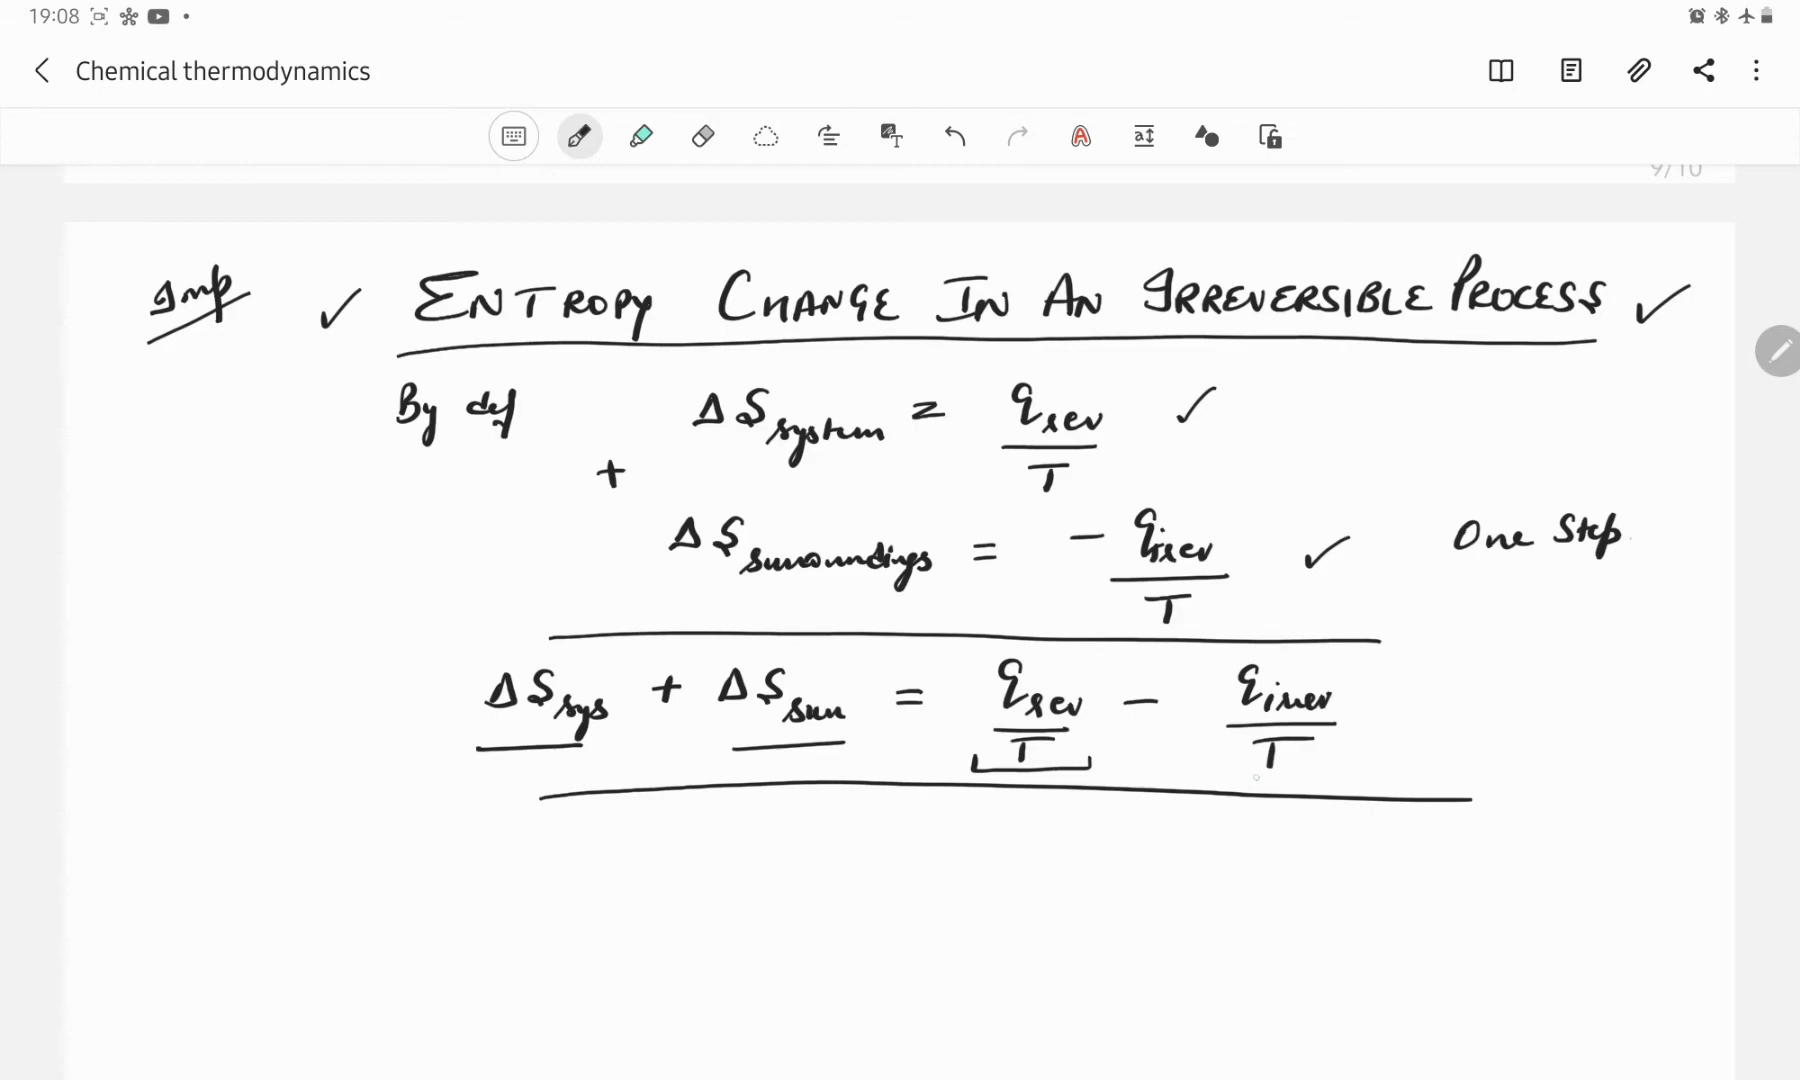 19:08
Chemical thermodynamics
9/10
Imp ✓ ENTROPY CHANGE IN AN IRREVERSIBLE PROCESS ✓
By def ΔS_system = q_rev / T ✓
+
ΔS_surroundings = - q_irrev / T ✓ One Step
ΔS_sys + ΔS_surr = q_rev / T - q_irrev / T